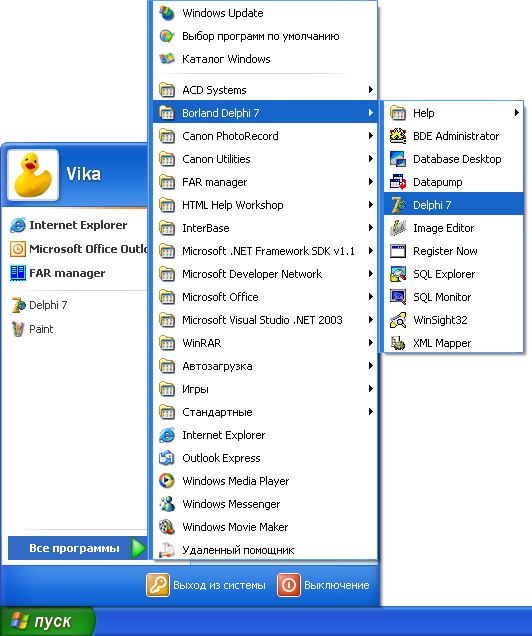 Vika
Internet Explorer
Microsoft Office Outlo
FAR manager
Delphi 7
Paint
Все программы
Windows Update
Выбор программ по умолчанию
Каталог Windows
ACD Systems
Borland Delphi 7
Canon PhotoRecord
Canon Utilities
FAR manager
HTML Help Workshop
InterBase
Microsoft .NET Framework SDK v1.1
Microsoft Developer Network
Microsoft Office
Microsoft Visual Studio .NET 2003
WinRAR
Автозагрузка
Игры
Стандартные
Internet Explorer
Outlook Express
Windows Media Player
Windows Messenger
Windows Movie Maker
Удаленный помощник
Help
BDE Administrator
Database Desktop
Datapump
Delphi 7
Image Editor
Register Now
SQL Explorer
SQL Monitor
WinSight32
XML Mapper
Выход из системы
Выключение
пуск